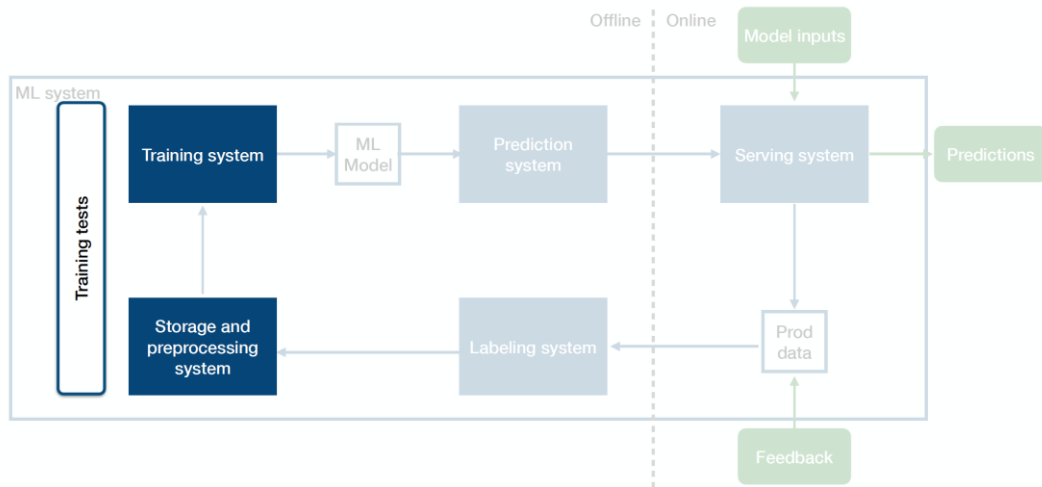 Offline
Online
Model inputs
ML system
Training tests
Training system
ML
Model
Prediction
system
Serving system
Predictions
Storage and
preprocessing
system
Labeling system
Prod
data
Feedback